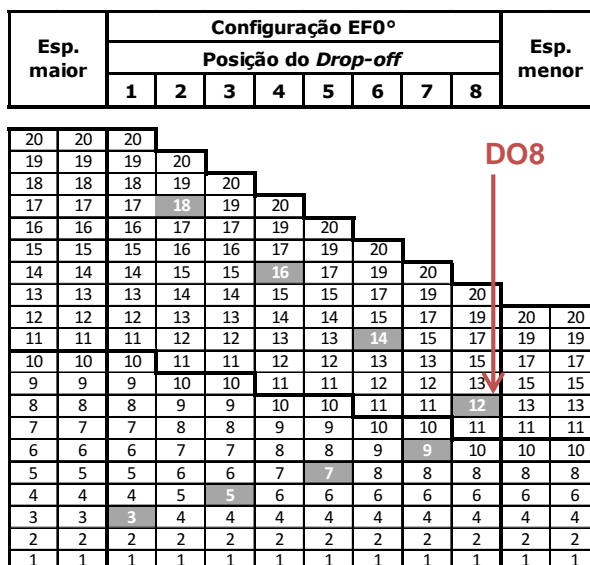 Esp. maior
Configuração EF0°
Posição do Drop-off
1 2 3 4 5 6 7 8
Esp. menor
DO8
20 20 20
19 19 19 20
18 18 18 19 20
17 17 17 18 19 20
16 16 16 17 17 19 20
15 15 15 16 16 17 19 20
14 14 14 15 15 16 17 19 20
13 13 13 14 14 15 15 17 19 20
12 12 12 13 13 14 14 15 17 19 20 20
11 11 11 12 12 13 13 14 15 17 19 19
10 10 10 11 11 12 12 13 13 15 17 17
9 9 9 10 10 11 11 12 12 13 15 15
8 8 8 9 9 10 10 11 11 12 13 13
7 7 7 8 8 9 9 10 10 11 11 11
6 6 6 7 7 8 8 9 9 10 10 10
5 5 5 6 6 7 7 8 8 8 8 8
4 4 4 5 5 6 6 6 6 6 6 6
3 3 3 4 4 4 4 4 4 4 4 4
2 2 2 2 2 2 2 2 2 2 2 2
1 1 1 1 1 1 1 1 1 1 1 1